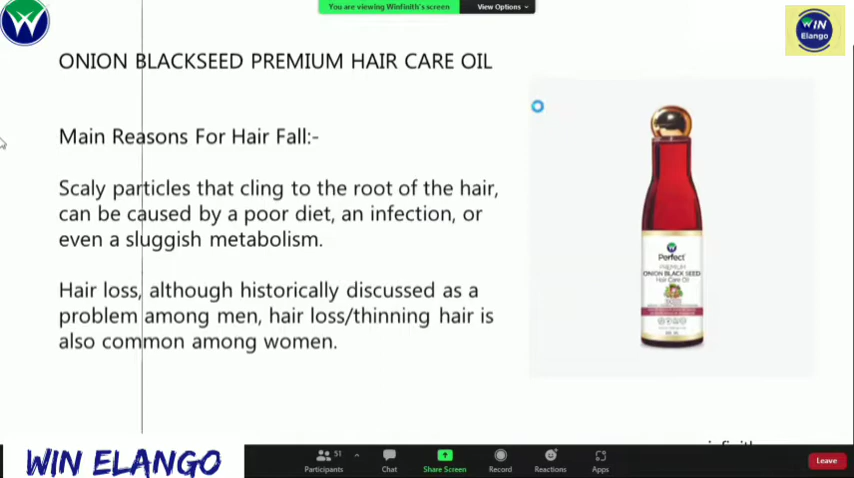 You are viewing Winfinith's screen
View Options
WIN
Elango
ONION BLACKSEED PREMIUM HAIR CARE OIL
Main Reasons For Hair Fall:-
Scaly particles that cling to the root of the hair,
can be caused by a poor diet, an infection, or
even a sluggish metabolism.
Hair loss, although historically discussed as a
problem among men, hair loss/thinning hair is
also common among women.
Perfect
PREMIUM
ONION BLACK SEED
Hair Care Oil
WIN ELANGO
51
Participants
Chat
Share Screen
Record
Reactions
Apps
Leave